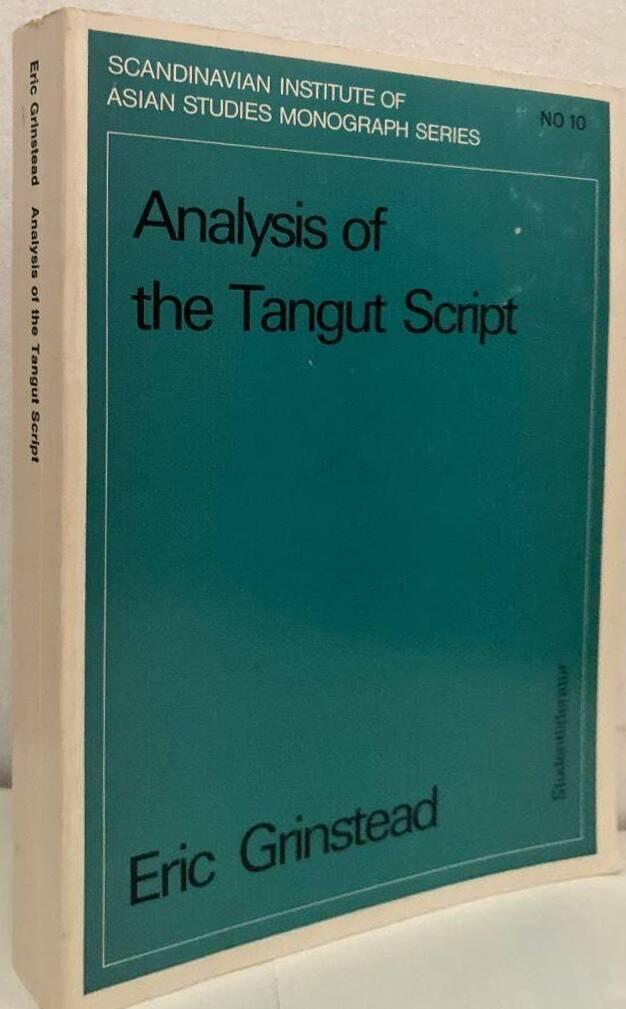 Eric Grinstead Analysis of the Tangut Script
SCANDINAVIAN INSTITUTE OF
ASIAN STUDIES MONOGRAPH SERIES
NO 10
Analysis of
the Tangut Script
Studentlitteratur
Eric Grinstead